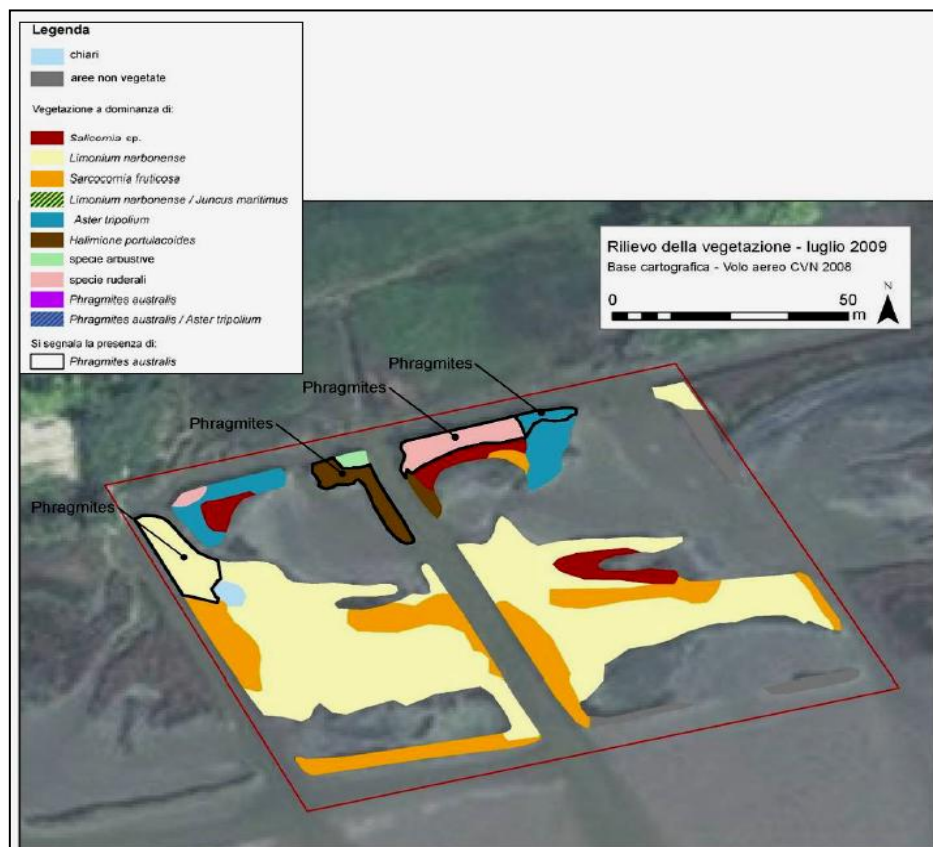 Legenda
chiari
aree non vegetate
Vegetazione a dominanza di:
Salicornia sp.
Limonium narbonense
Sarcocornia fruticosa
Limonium narbonense / Juncus maritimus
Aster tripolium
Halimione portulacoides
specie arbustive
specie ruderali
Phragmites australis
Phragmites australis / Aster tripolium
Si segnala la presenza di:
Phragmites australis
Rilievo della vegetazione - luglio 2009
Base cartografica - Volo aereo CVN 2008
N
0 50
m
Phragmites
Phragmites
Phragmites
Phragmites